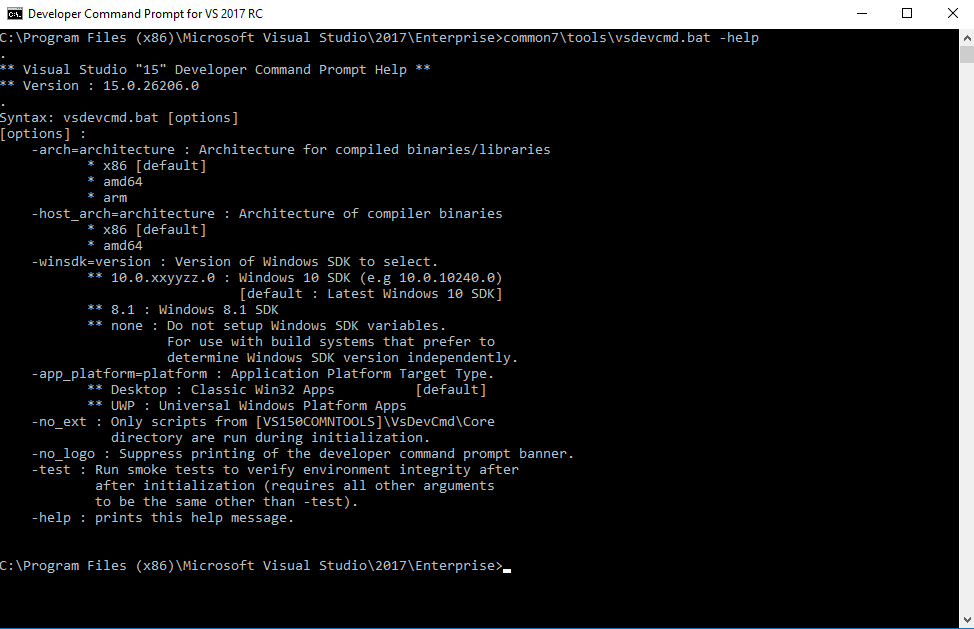 Developer Command Prompt for VS 2017 RC
C:\Program Files (x86)\Microsoft Visual Studio\2017\Enterprise>common7\tools\vsdevcmd.bat -help
.
** Visual Studio "15" Developer Command Prompt Help **
** Version : 15.0.26206.0
.
Syntax: vsdevcmd.bat [options]
[options] :
    -arch=architecture : Architecture for compiled binaries/libraries
           * x86 [default]
           * amd64
           * arm
    -host_arch=architecture : Architecture of compiler binaries
           * x86 [default]
           * amd64
    -winsdk=version : Version of Windows SDK to select.
           ** 10.0.xxyyzz.0 : Windows 10 SDK (e.g 10.0.10240.0)
                              [default : Latest Windows 10 SDK]
           ** 8.1 : Windows 8.1 SDK
           ** none : Do not setup Windows SDK variables.
                     For use with build systems that prefer to
                     determine Windows SDK version independently.
    -app_platform=platform : Application Platform Target Type.
           ** Desktop : Classic Win32 Apps          [default]
           ** UWP : Universal Windows Platform Apps
    -no_ext : Only scripts from [VS150COMNTOOLS]\VsDevCmd\Core
              directory are run during initialization.
    -no_logo : Suppress printing of the developer command prompt banner.
    -test : Run smoke tests to verify environment integrity after
            after initialization (requires all other arguments
            to be the same other than -test).
    -help : prints this help message.
C:\Program Files (x86)\Microsoft Visual Studio\2017\Enterprise>